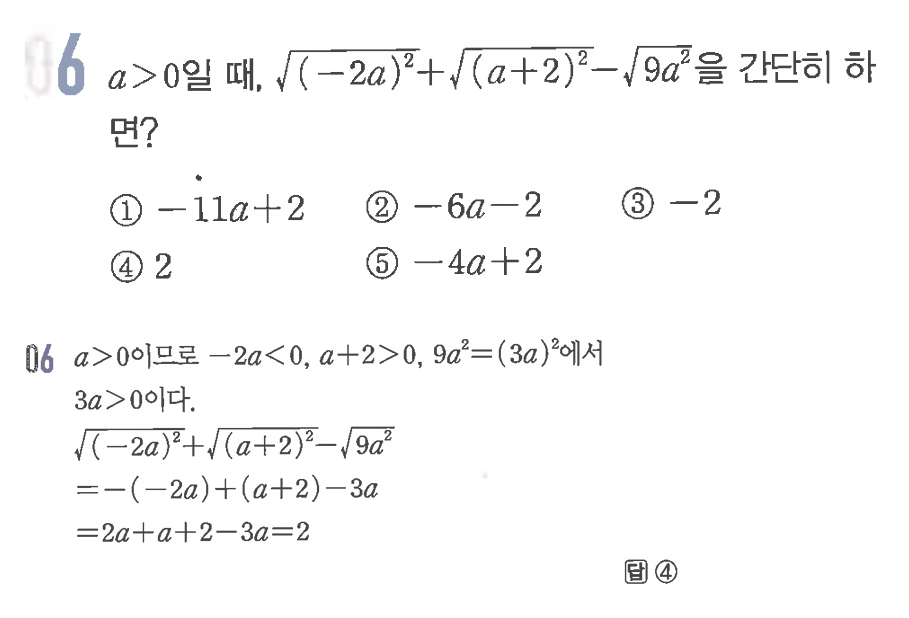 06 a>0일 때, √(−2a)²+√(a+2)²−√9a²을 간단히 하
면?
① −11a+2 ② −6a−2 ③ −2
④ 2 ⑤ −4a+2
06 a>0이므로 −2a<0, a+2>0, 9a²=(3a)²에서
3a>0이다.
√(−2a)²+√(a+2)²−√9a²
=−(−2a)+(a+2)−3a
=2a+a+2−3a=2
답 ④